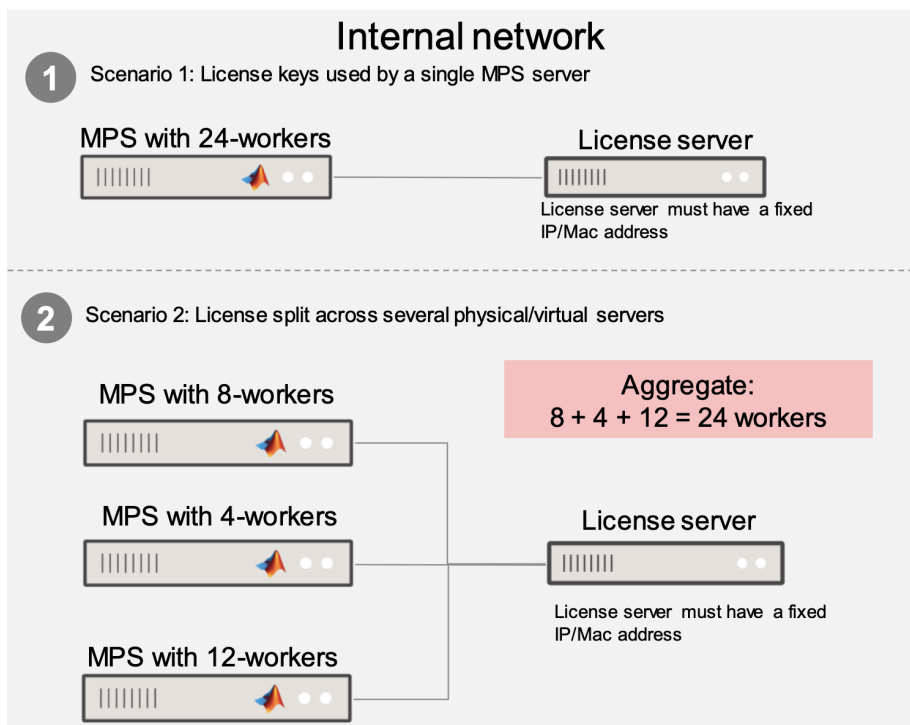 Internal network
1
Scenario 1: License keys used by a single MPS server
MPS with 24-workers
License server
License server must have a fixed
IP/Mac address
2
Scenario 2: License split across several physical/virtual servers
MPS with 8-workers
Aggregate:
8 + 4 + 12 = 24 workers
MPS with 4-workers
License server
License server must have a fixed
IP/Mac address
MPS with 12-workers